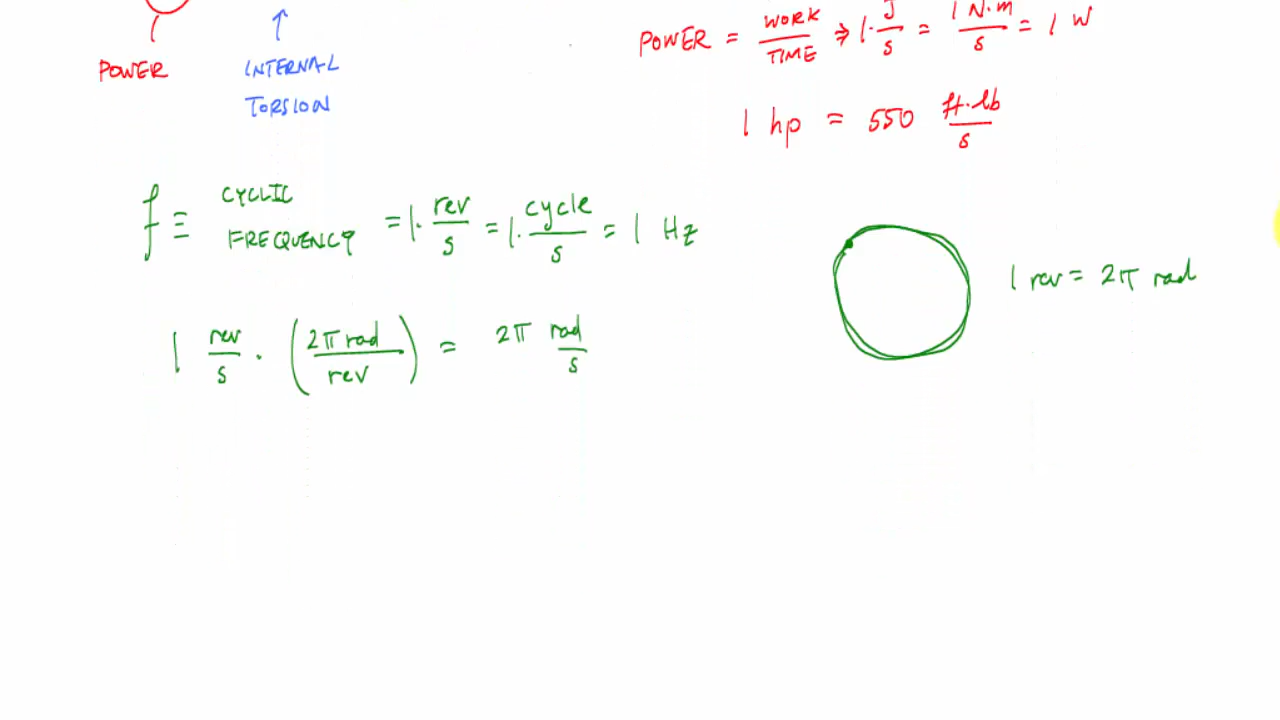 POWER
INTERNAL
TORSION
POWER = WORK/TIME ⇒ 1·J/s = 1 N·m/s = 1 W
1 hp = 550 ft·lb/s
f ≡ CYCLIC FREQUENCY = 1·rev/s = 1·cycle/s = 1 Hz
1 rev = 2π rad
1 rev/s · (2π rad/rev) = 2π rad/s